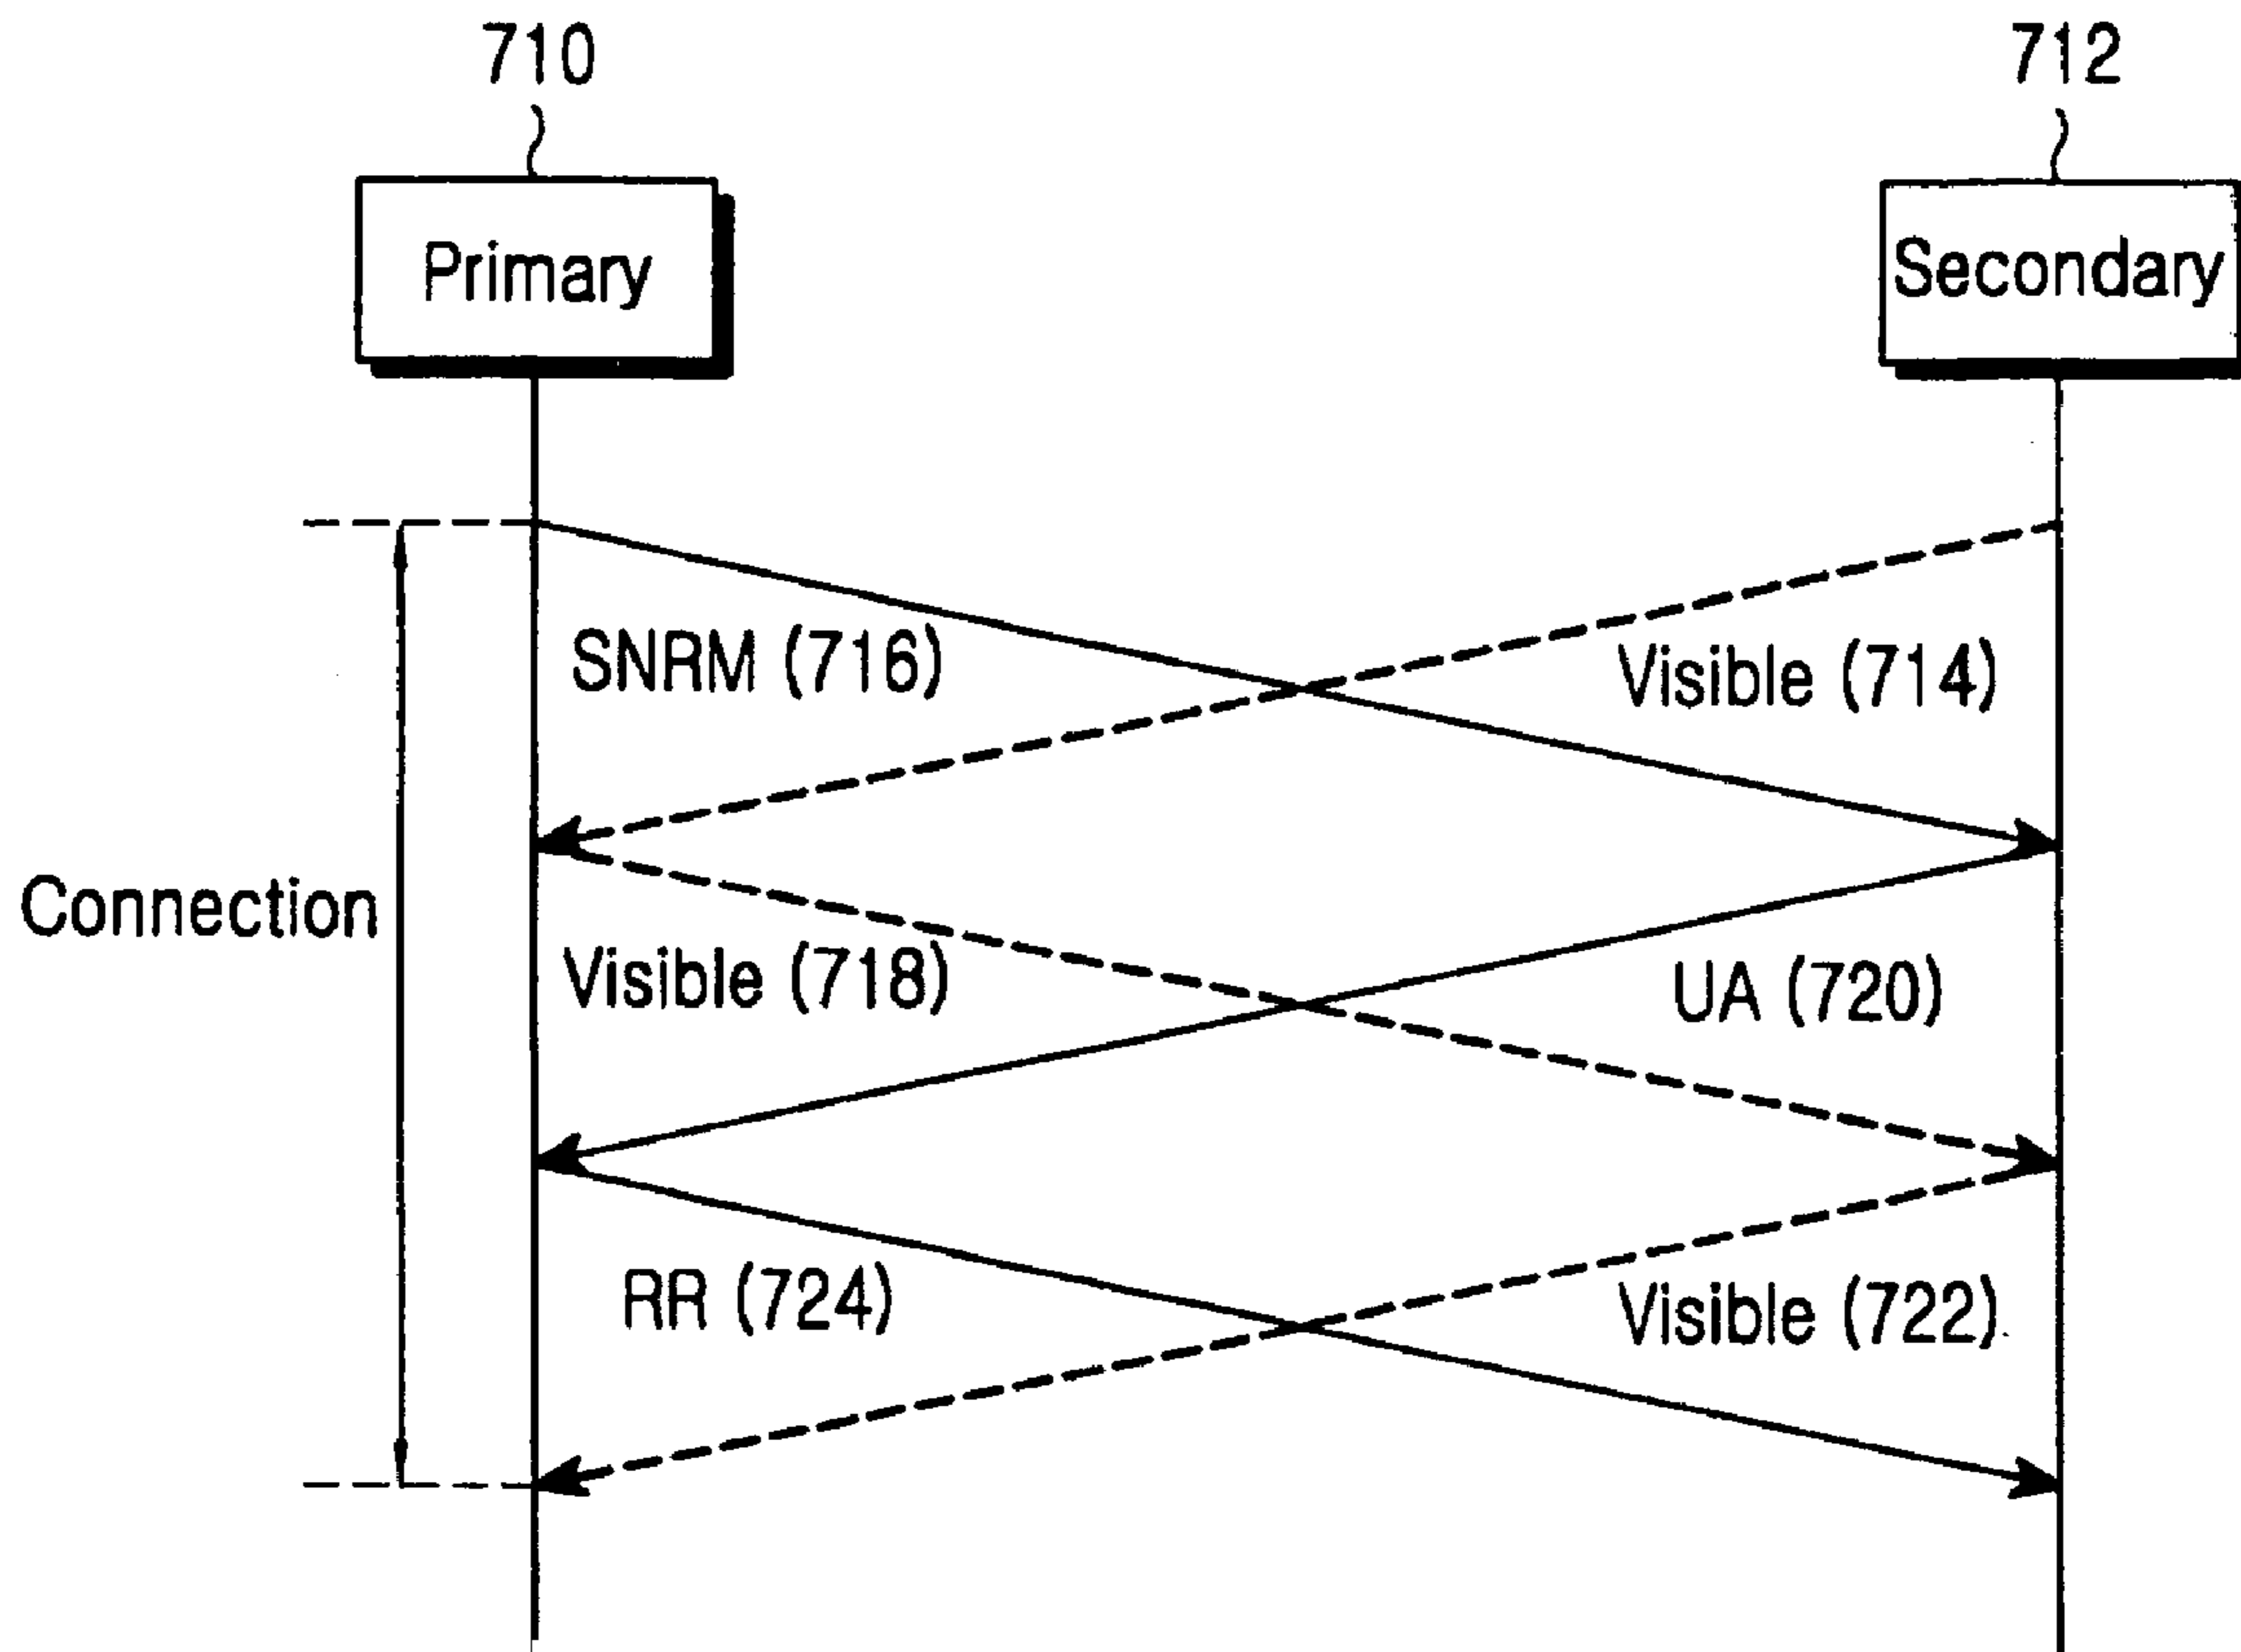 710
712
Primary
Secondary
SNRM (716)
Visible (714)
Connection
Visible (718)
UA (720)
RR (724)
Visible (722)